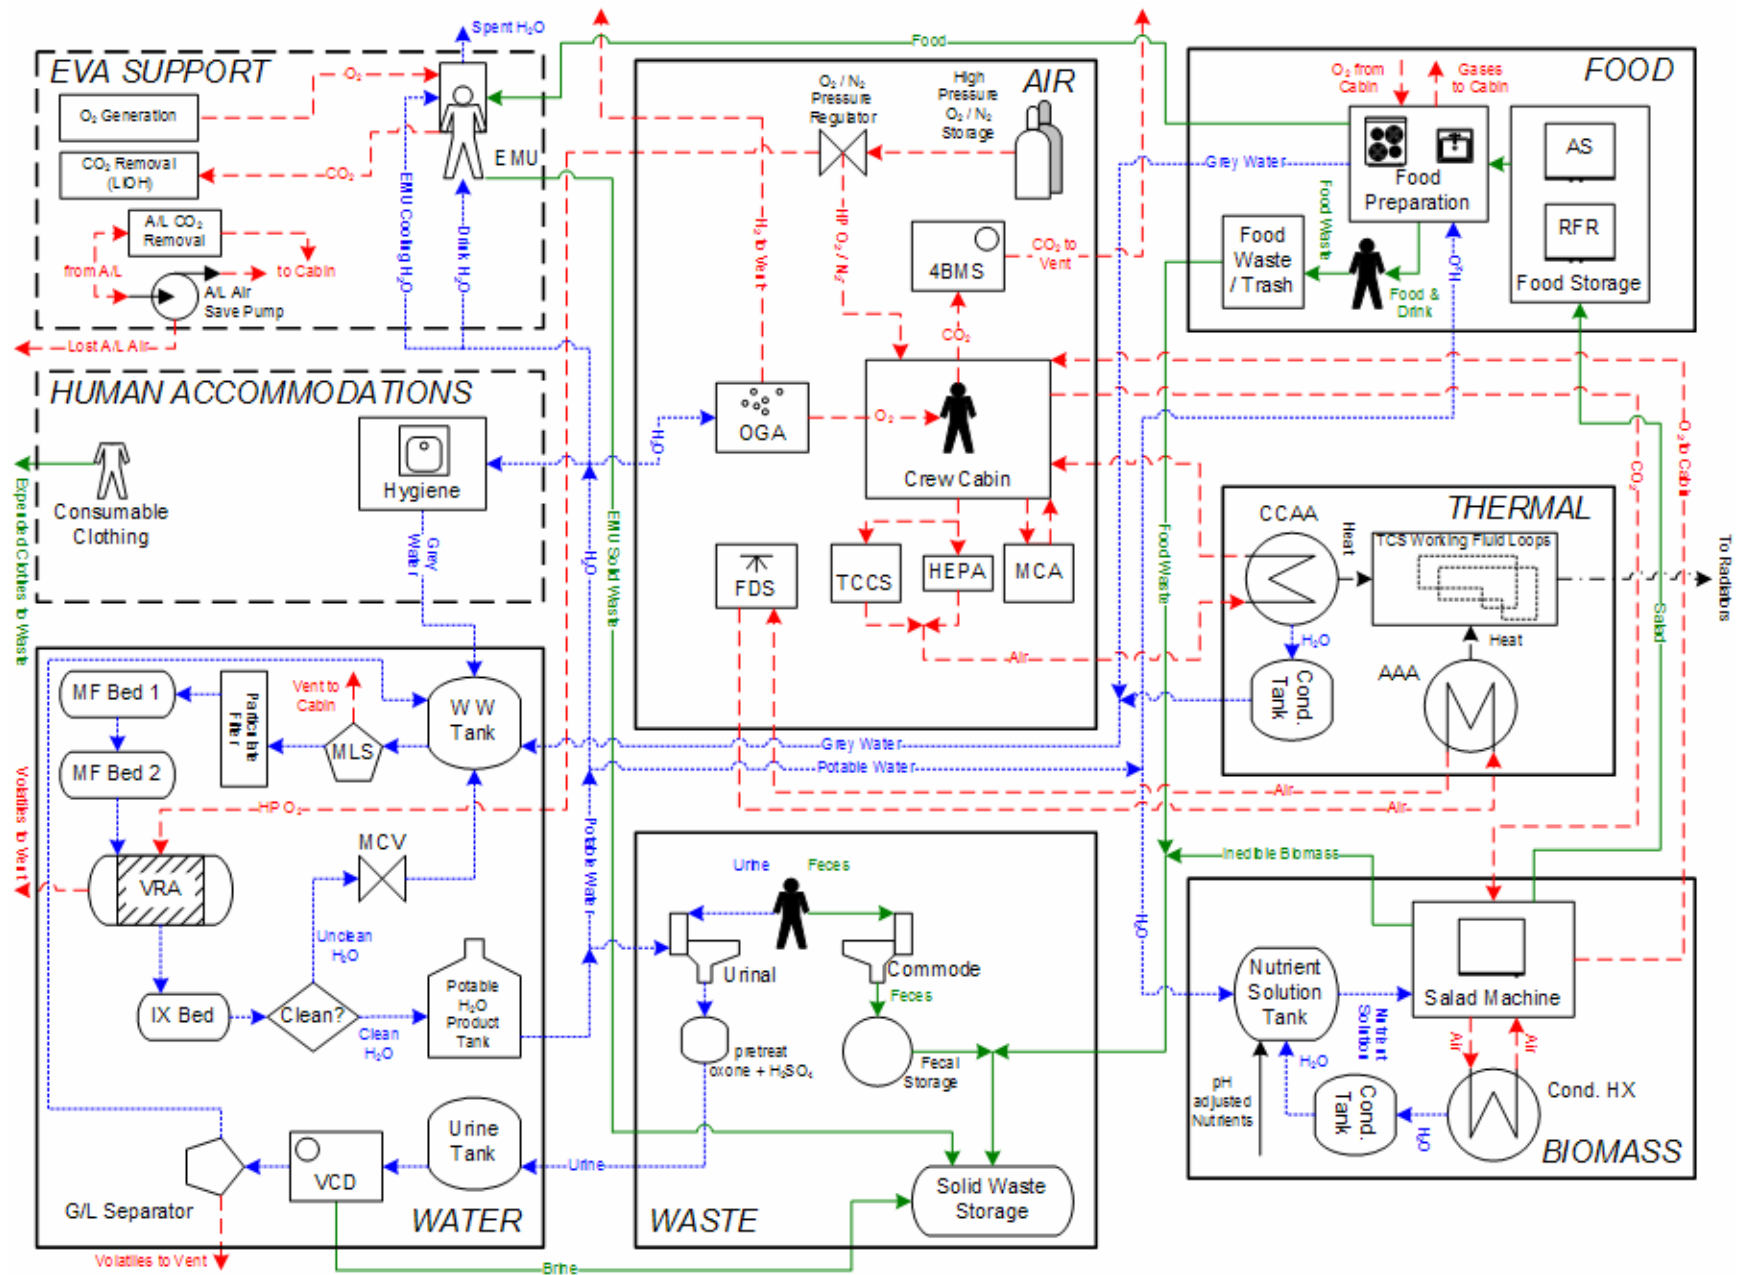 Spent H₂O
EVA SUPPORT
O₂
O₂ Generation
CO₂ Removal
(LIOH)
CO₂
EMU
A/L CO₂
Removal
from A/L
to Cabin
A/L Air
Save Pump
Lost A/L Air
EMU Cooling H₂O
Drink H₂O
Food
AIR
O₂ / N₂
Pressure
Regulator
High
Pressure
O₂ / N₂
Storage
H₂ to Vent
HP O₂ / N₂
4BMS
CO₂ to
Vent
CO₂
OGA
O₂
H₂O
Crew Cabin
FDS
TCCS
HEPA
MCA
Air
FOOD
O₂ from
Cabin
Gases
to Cabin
Grey Water
Food
Preparation
AS
RFR
Food Storage
Food Waste
Food
Waste
/ Trash
Food &
Drink
H₂O
HUMAN ACCOMMODATIONS
Consumable
Clothing
Hygiene
Grey
Water
Expended Clothes to Waste
H₂O
EMU Solid Waste
Food Waste
THERMAL
CCAA
Heat
TCS Working Fluid Loops
H₂O
Heat
Cond.
Tank
AAA
CO₂
O₂ to Cabin
Salad
To Radiators
MF Bed 1
MF Bed 2
Particulate
Filter
Vent to
Cabin
MLS
WW
Tank
Grey Water
Potable Water
Air
Air
HP O₂
Volatiles to Vent
VRA
MCV
Unclean
H₂O
IX Bed
Clean?
Clean
H₂O
Potable
H₂O
Product
Tank
Potable Water
Urine
Tank
VCD
G/L Separator
WATER
Volatiles to Vent
Brine
Urine
Urine
Feces
Urinal
Commode
Feces
pretreat
oxone + H₂SO₄
Fecal
Storage
Solid Waste
Storage
WASTE
Inedible Biomass
H₂O
Nutrient
Solution
Tank
Nutrient
Solution
Salad Machine
Air
Air
H₂O
pH
adjusted
Nutrients
Cond.
Tank
H₂O
Cond. HX
BIOMASS